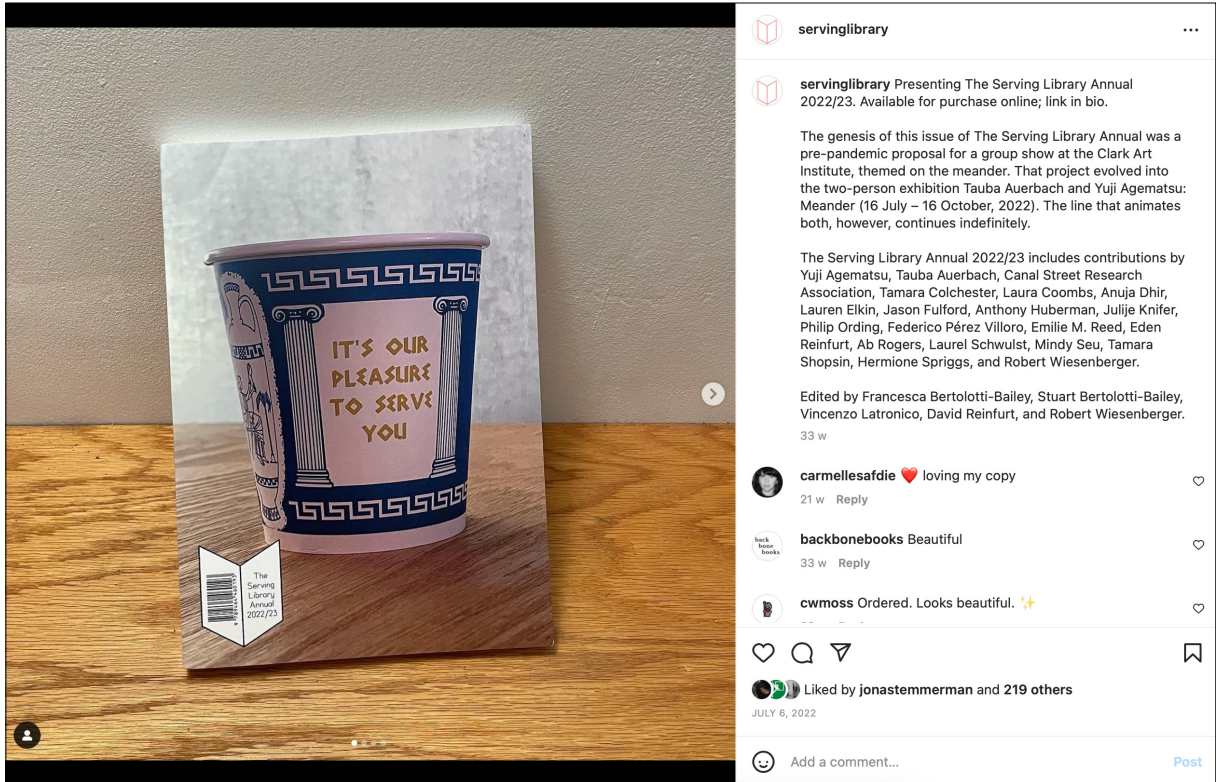 IT'S OUR
PLEASURE
TO SERVE
YOU
The
Serving
Library
Annual
2022/23
servinglibrary
servinglibrary Presenting The Serving Library Annual
2022/23. Available for purchase online; link in bio.
The genesis of this issue of The Serving Library Annual was a
pre-pandemic proposal for a group show at the Clark Art
Institute, themed on the meander. That project evolved into
the two-person exhibition Tauba Auerbach and Yuji Agematsu:
Meander (16 July – 16 October, 2022). The line that animates
both, however, continues indefinitely.
The Serving Library Annual 2022/23 includes contributions by
Yuji Agematsu, Tauba Auerbach, Canal Street Research
Association, Tamara Colchester, Laura Coombs, Anuja Dhir,
Lauren Elkin, Jason Fulford, Anthony Huberman, Julije Knifer,
Philip Ording, Federico Pérez Villoro, Emilie M. Reed, Eden
Reinfurt, Ab Rogers, Laurel Schwulst, Mindy Seu, Tamara
Shopsin, Hermione Spriggs, and Robert Wiesenberger.
Edited by Francesca Bertolotti-Bailey, Stuart Bertolotti-Bailey,
Vincenzo Latronico, David Reinfurt, and Robert Wiesenberger.
33 w
carmellesafdie ❤️ loving my copy
21 w Reply
back
bone
books
backbonebooks Beautiful
33 w Reply
cwmoss Ordered. Looks beautiful. ✨
Liked by jonastemmerman and 219 others
JULY 6, 2022
Add a comment...
Post